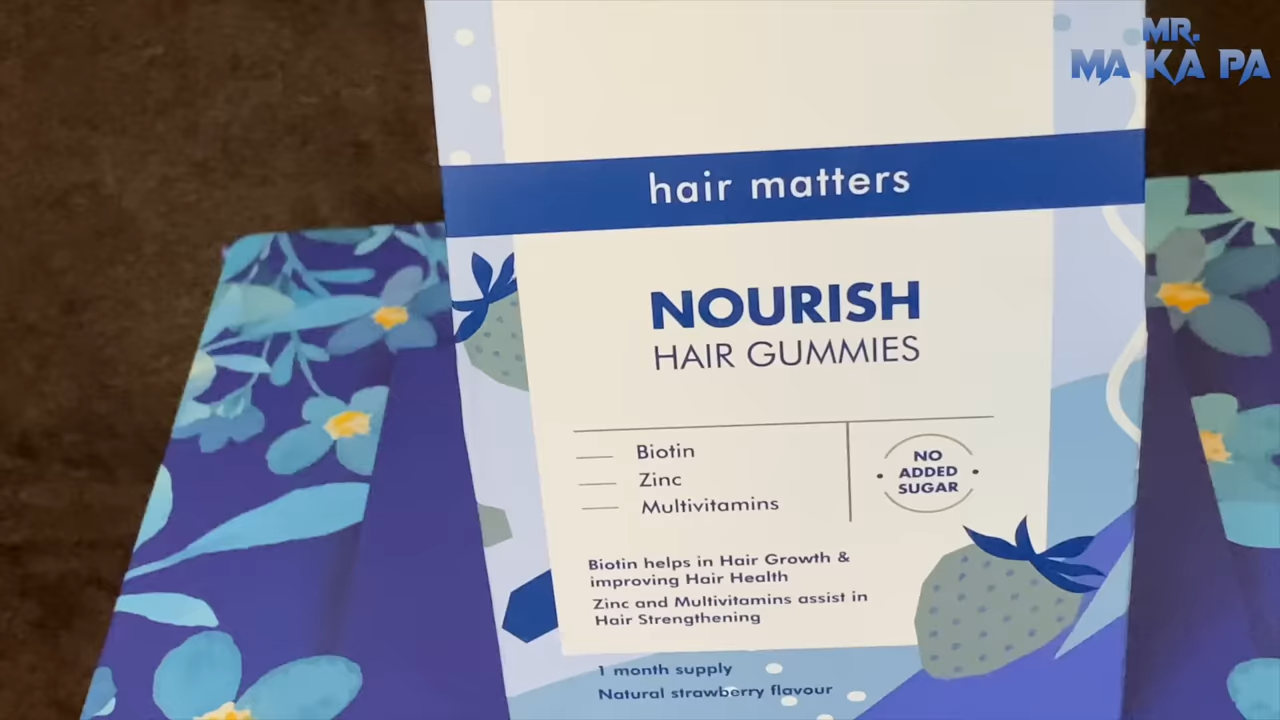 MR.
MA KA PA
hair matters
NOURISH
HAIR GUMMIES
Biotin
Zinc
Multivitamins
NO
ADDED
SUGAR
Biotin helps in Hair Growth &
improving Hair Health
Zinc and Multivitamins assist in
Hair Strengthening
1 month supply
Natural strawberry flavour